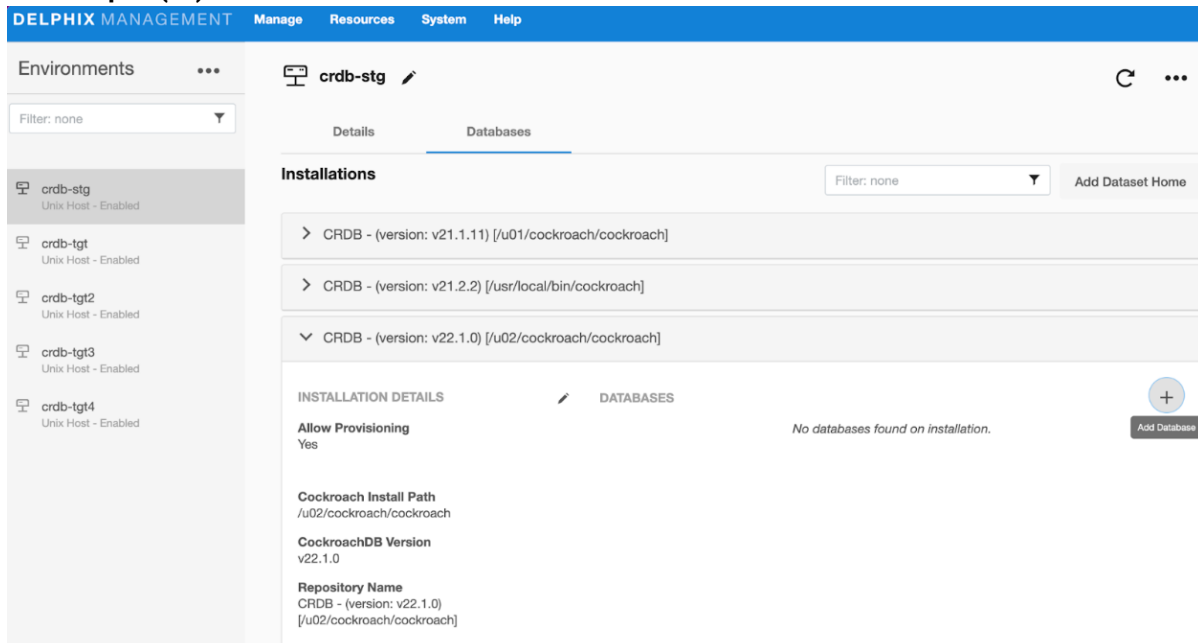 DELPHIX MANAGEMENT Manage Resources System Help
Environments
crdb-stg
Filter: none
Details Databases
Installations
Filter: none
Add Dataset Home
crdb-stg
Unix Host - Enabled
crdb-tgt
Unix Host - Enabled
crdb-tgt2
Unix Host - Enabled
crdb-tgt3
Unix Host - Enabled
crdb-tgt4
Unix Host - Enabled
CRDB - (version: v21.1.11) [/u01/cockroach/cockroach]
CRDB - (version: v21.2.2) [/usr/local/bin/cockroach]
CRDB - (version: v22.1.0) [/u02/cockroach/cockroach]
INSTALLATION DETAILS
DATABASES
Allow Provisioning
Yes
No databases found on installation.
Add Database
Cockroach Install Path
/u02/cockroach/cockroach
CockroachDB Version
v22.1.0
Repository Name
CRDB - (version: v22.1.0)
[/u02/cockroach/cockroach]